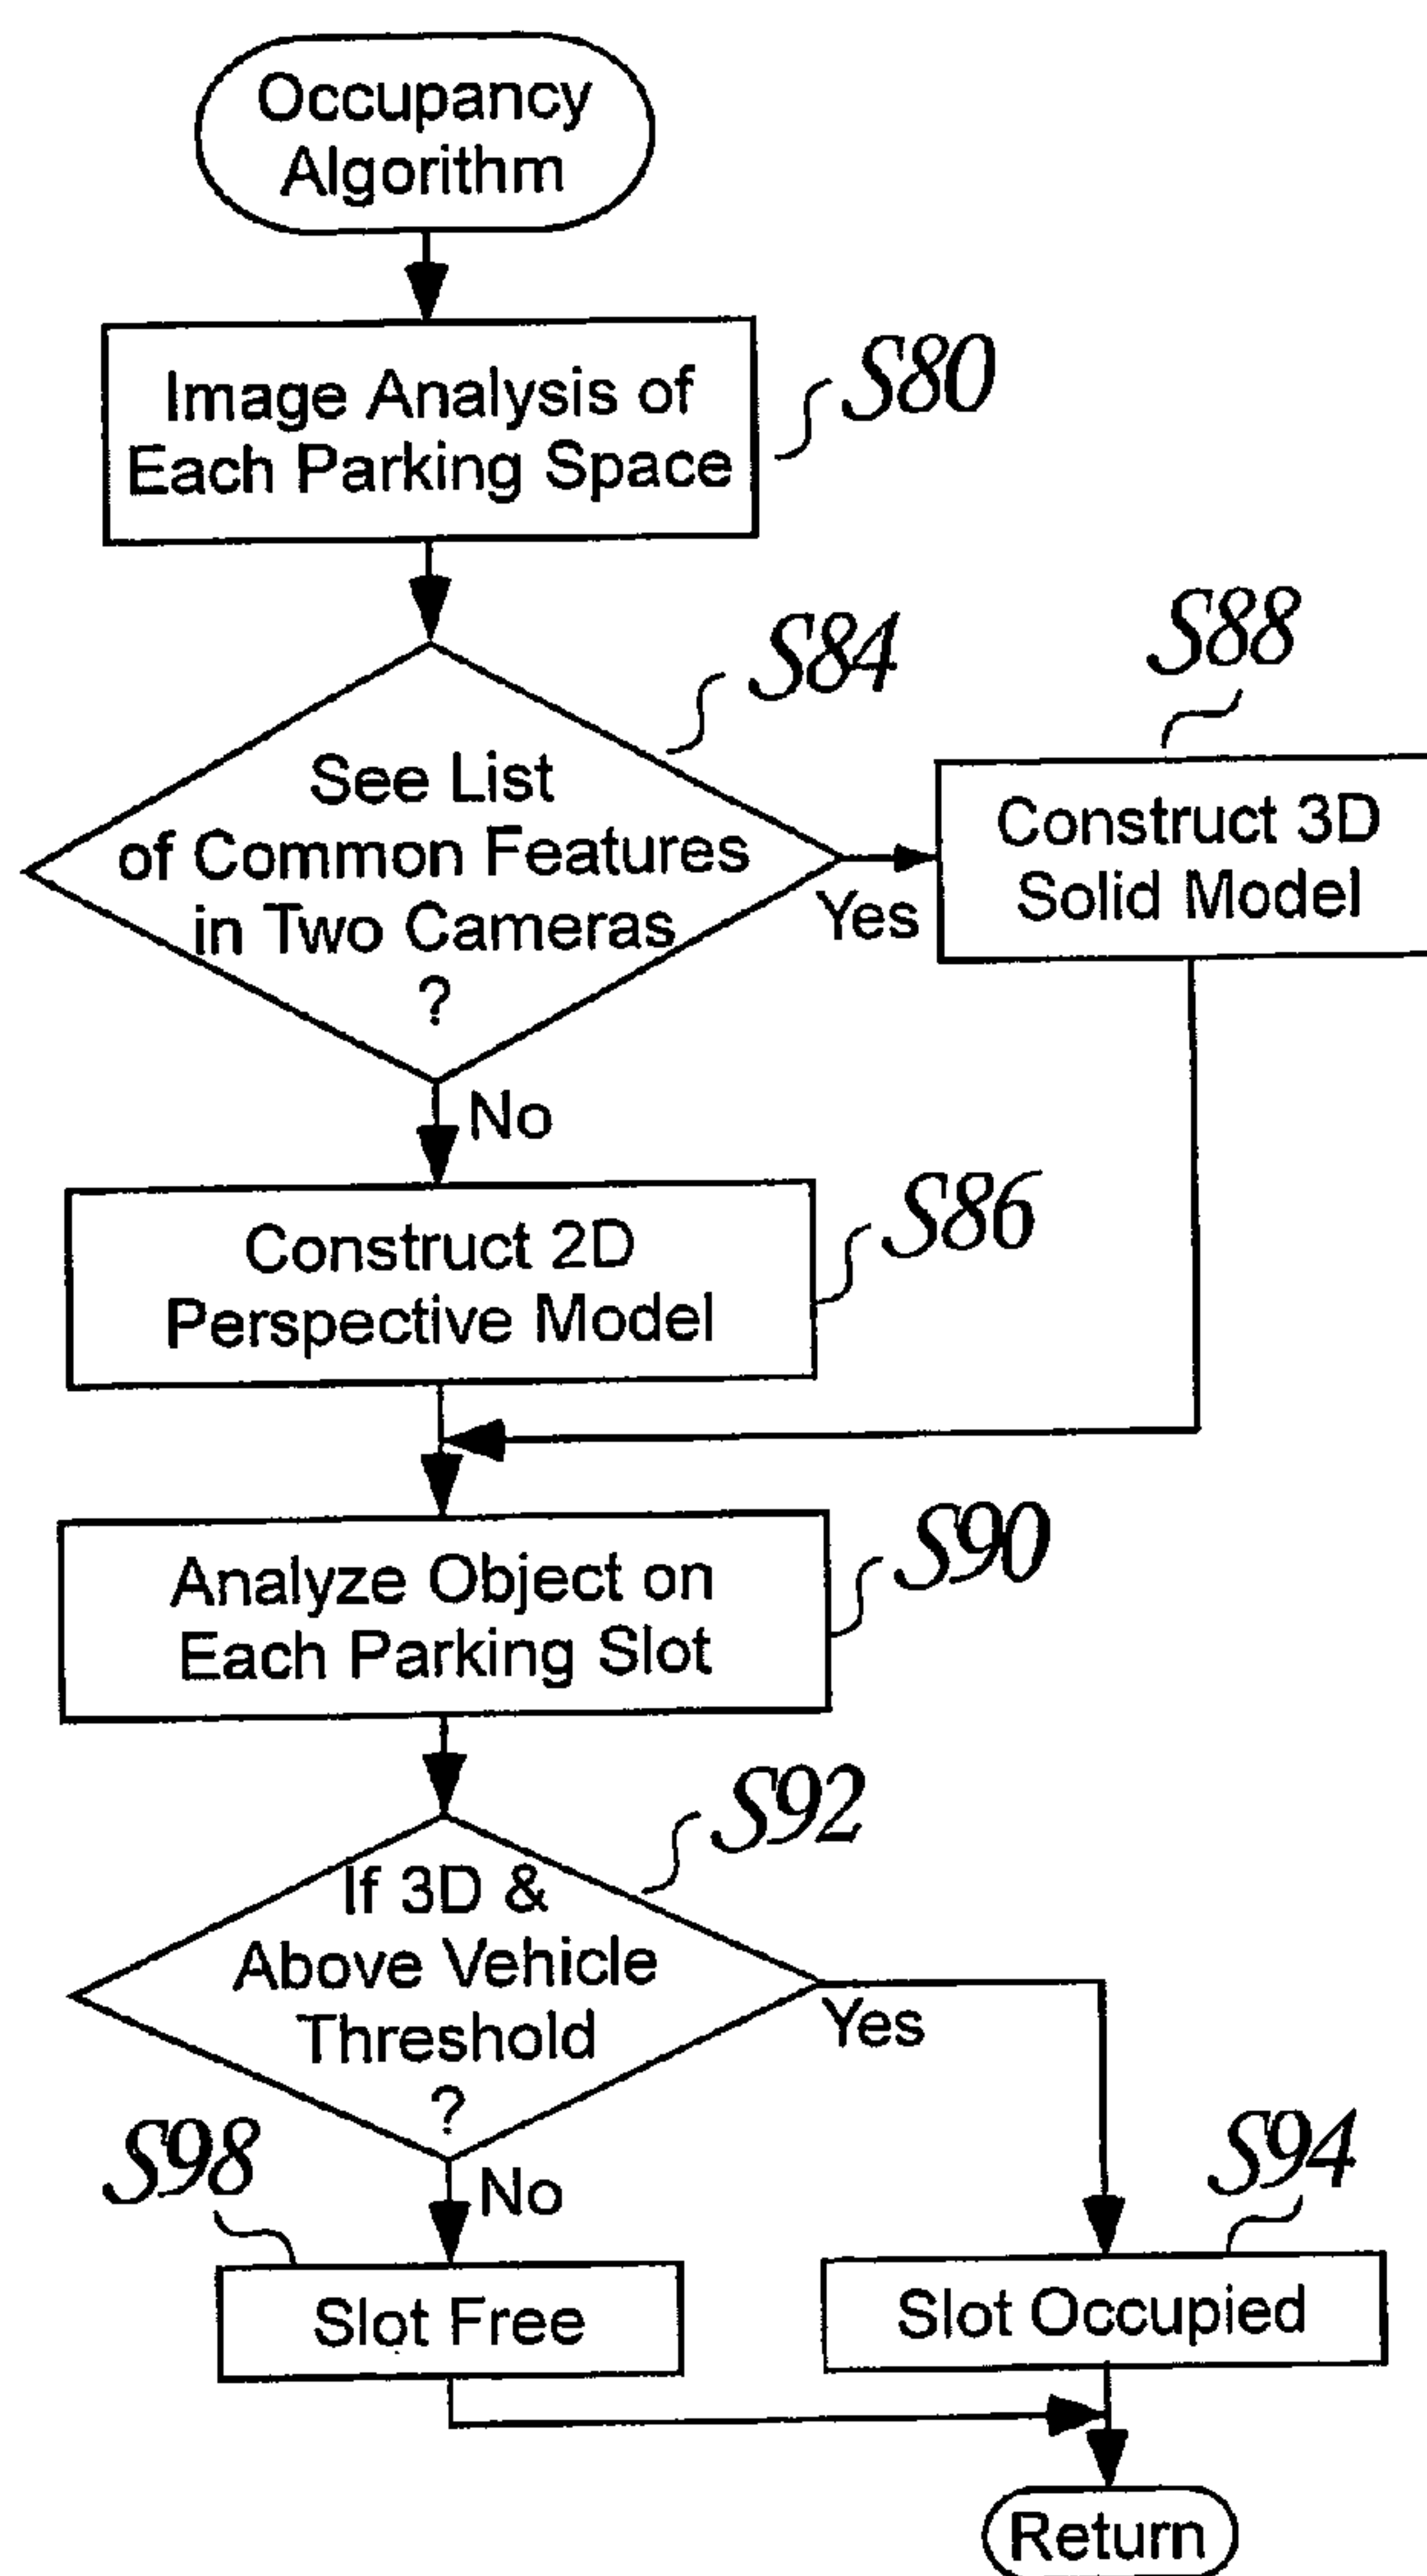 Occupancy
Algorithm
Image Analysis of
Each Parking Space
S80
S84
See List
of Common Features
in Two Cameras
?
Yes
S88
Construct 3D
Solid Model
No
S86
Construct 2D
Perspective Model
S90
Analyze Object on
Each Parking Slot
S92
If 3D &
Above Vehicle
Threshold
?
Yes
No
S98
Slot Free
S94
Slot Occupied
Return